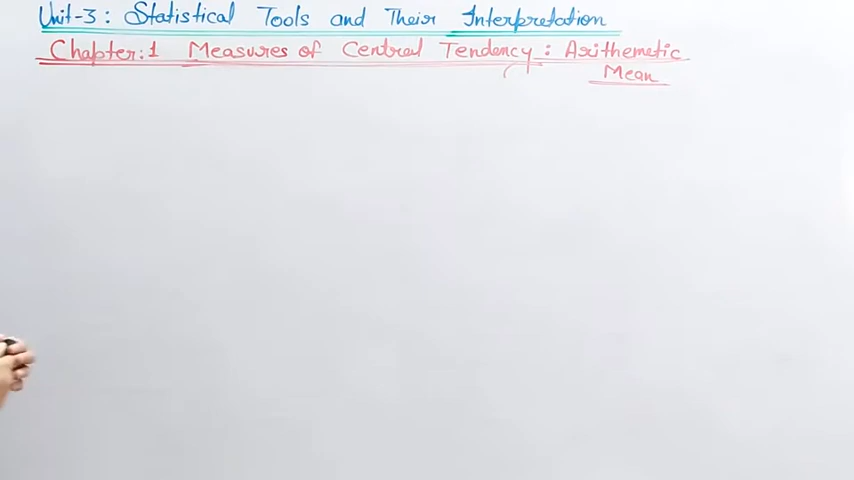 Unit-3: Statistical Tools and Their Interpretation
Chapter:1 Measures of Central Tendency: Arithemetic
Mean